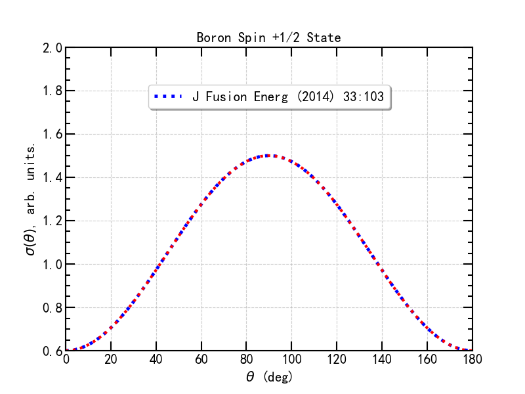 Boron Spin +1/2 State
2.0
1.8
1.6
1.4
1.2
1.0
0.8
0.6
σ(θ), arb. units.
J Fusion Energ (2014) 33:103
0 20 40 60 80 100 120 140 160 180
θ (deg)